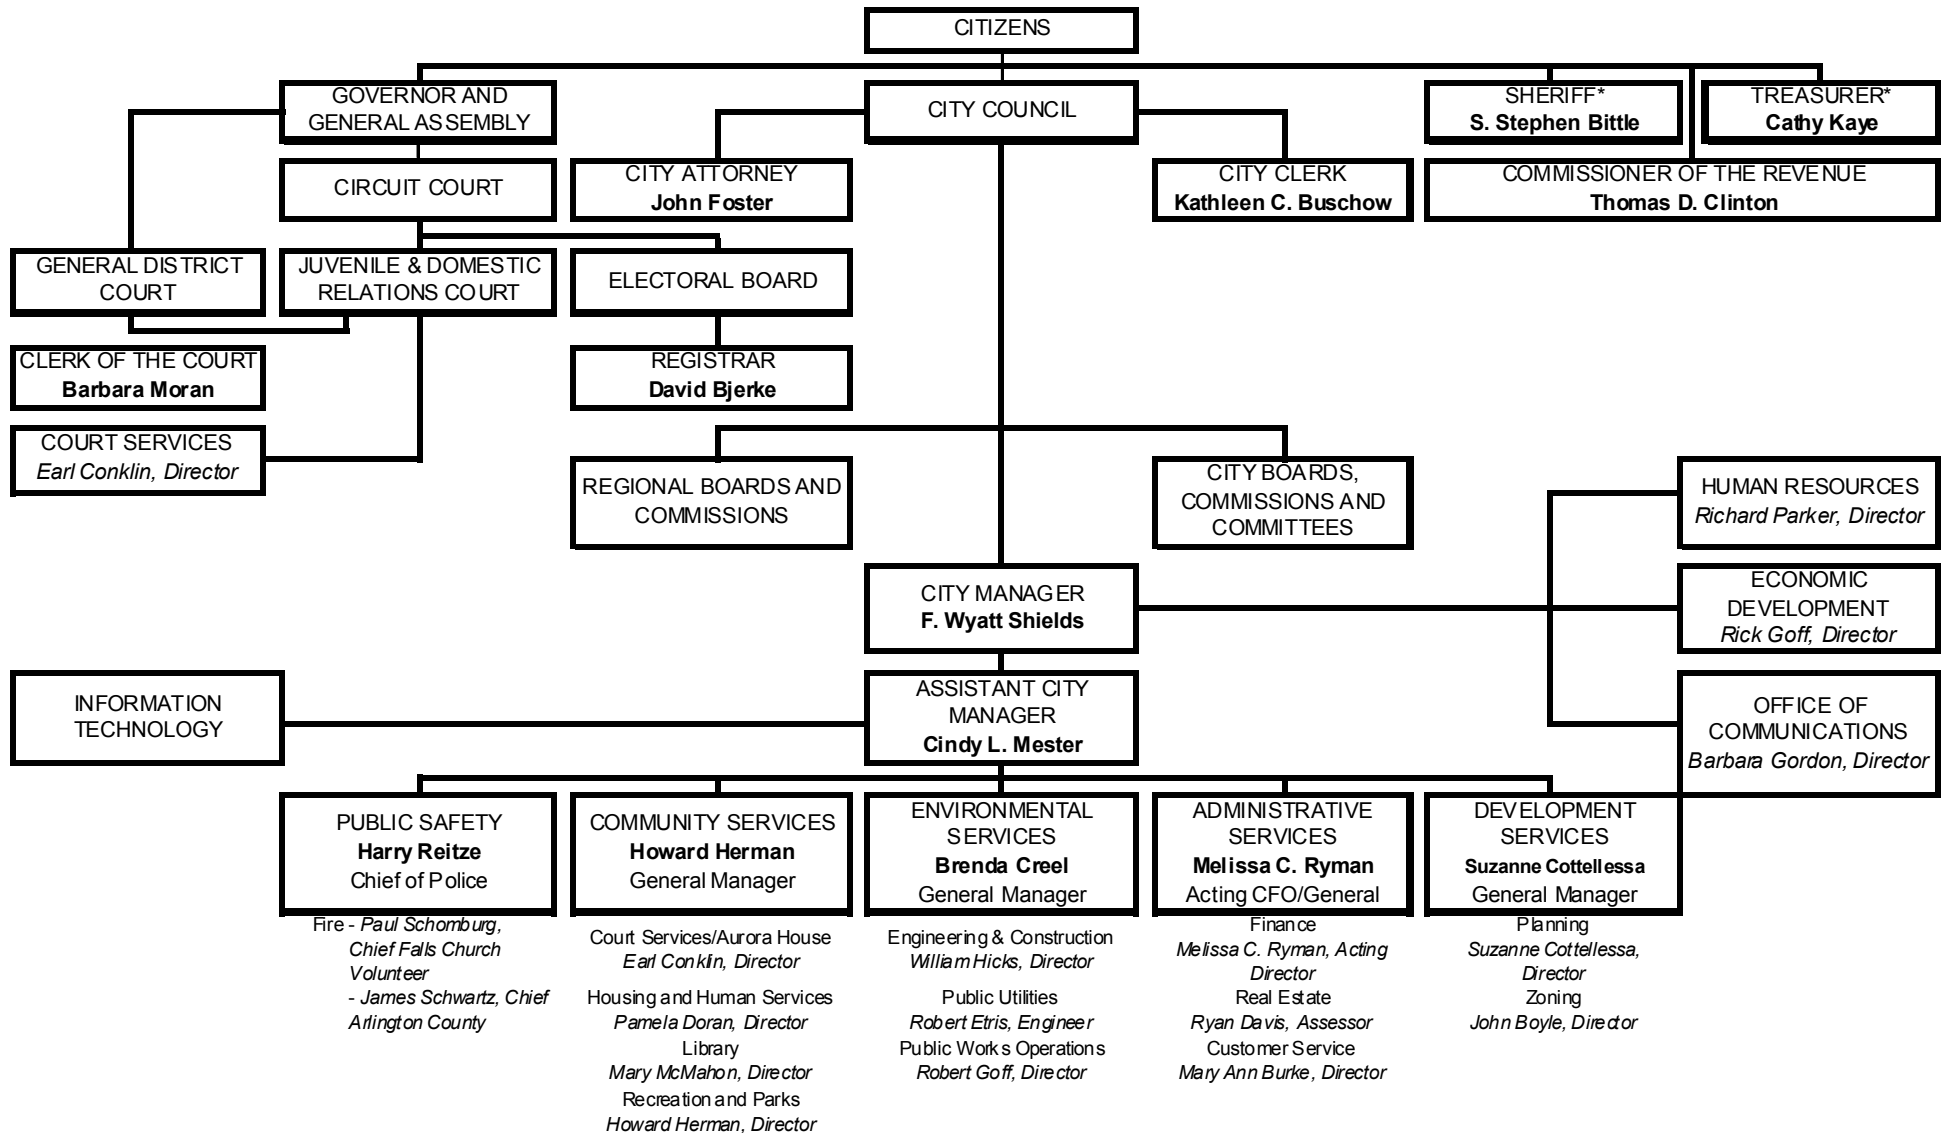 CITIZENS
GOVERNOR AND
GENERAL ASSEMBLY
CITY COUNCIL
SHERIFF*
S. Stephen Bittle
TREASURER*
Cathy Kaye
CIRCUIT COURT
CITY ATTORNEY
John Foster
CITY CLERK
Kathleen C. Buschow
COMMISSIONER OF THE REVENUE
Thomas D. Clinton
GENERAL DISTRICT
COURT
JUVENILE & DOMESTIC
RELATIONS COURT
ELECTORAL BOARD
CLERK OF THE COURT
Barbara Moran
REGISTRAR
David Bjerke
COURT SERVICES
Earl Conklin, Director
REGIONAL BOARDS AND
COMMISSIONS
CITY BOARDS,
COMMISSIONS AND
COMMITTEES
HUMAN RESOURCES
Richard Parker, Director
CITY MANAGER
F. Wyatt Shields
ECONOMIC
DEVELOPMENT
Rick Goff, Director
INFORMATION
TECHNOLOGY
ASSISTANT CITY
MANAGER
Cindy L. Mester
OFFICE OF
COMMUNICATIONS
Barbara Gordon, Director
PUBLIC SAFETY
Harry Reitze
Chief of Police
COMMUNITY SERVICES
Howard Herman
General Manager
ENVIRONMENTAL
SERVICES
Brenda Creel
General Manager
ADMINISTRATIVE
SERVICES
Melissa C. Ryman
Acting CFO/General
DEVELOPMENT
SERVICES
Suzanne Cottellessa
General Manager
Fire - Paul Schomburg,
Chief Falls Church
Volunteer
- James Schwartz, Chief
Arlington County
Court Services/Aurora House
Earl Conklin, Director
Housing and Human Services
Pamela Doran, Director
Library
Mary McMahon, Director
Recreation and Parks
Howard Herman, Director
Engineering & Construction
William Hicks, Director
Public Utilities
Robert Etris, Engineer
Public Works Operations
Robert Goff, Director
Finance
Melissa C. Ryman, Acting
Director
Real Estate
Ryan Davis, Assessor
Customer Service
Mary Ann Burke, Director
Planning
Suzanne Cottellessa,
Director
Zoning
John Boyle, Director